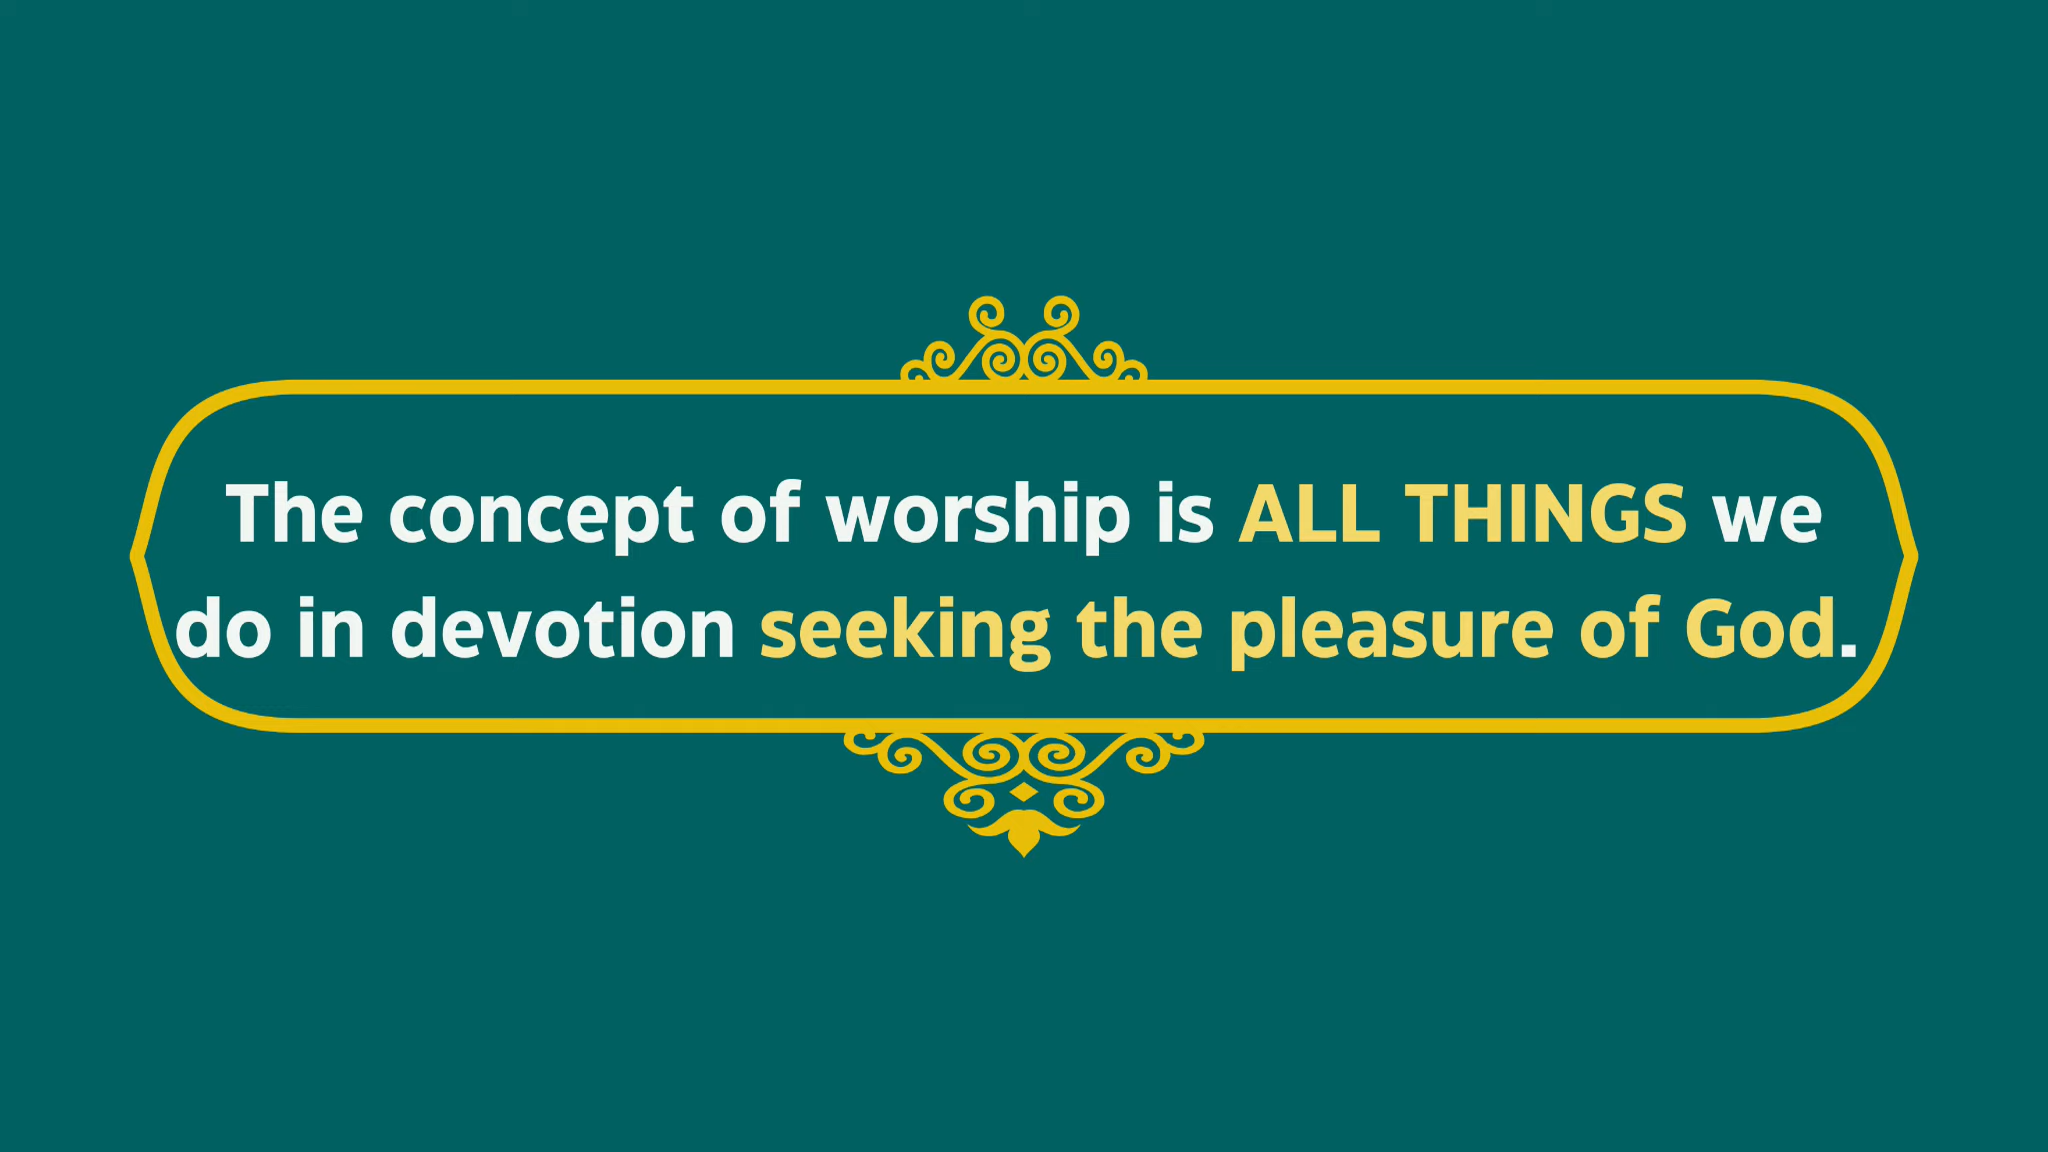 The concept of worship is ALL THINGS we
do in devotion seeking the pleasure of God.